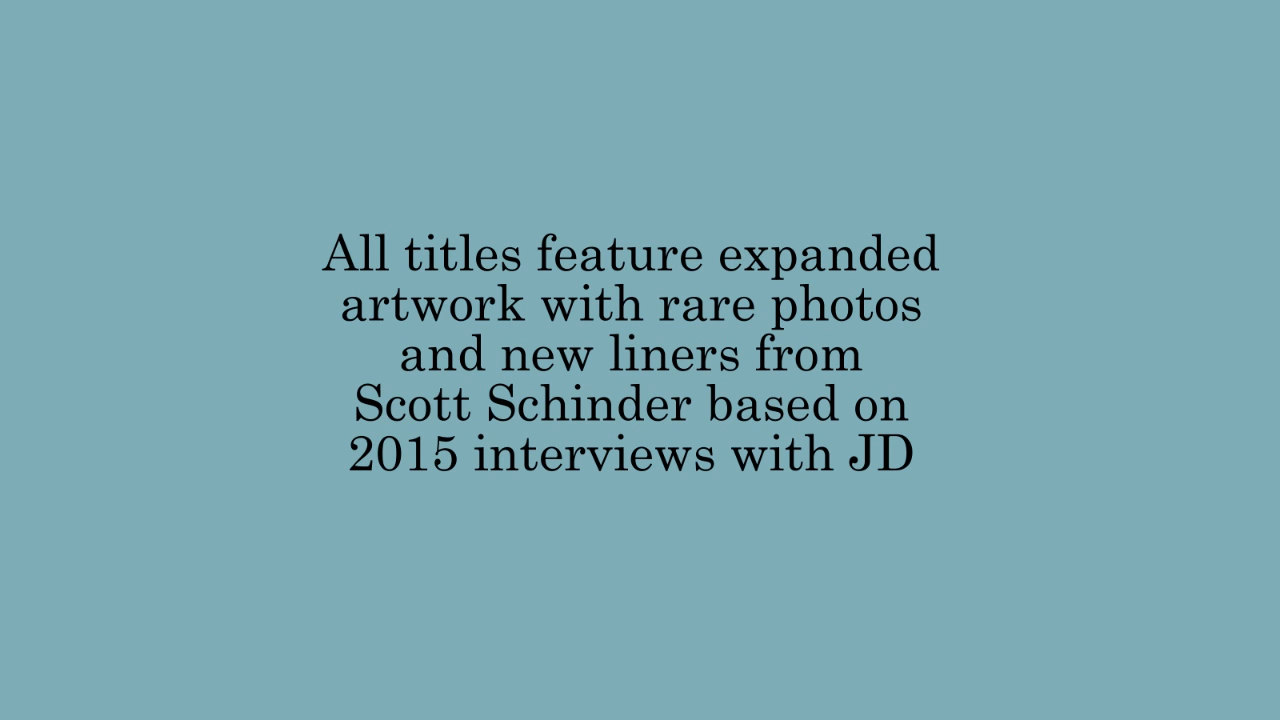 All titles feature expanded
artwork with rare photos
and new liners from
Scott Schinder based on
2015 interviews with JD